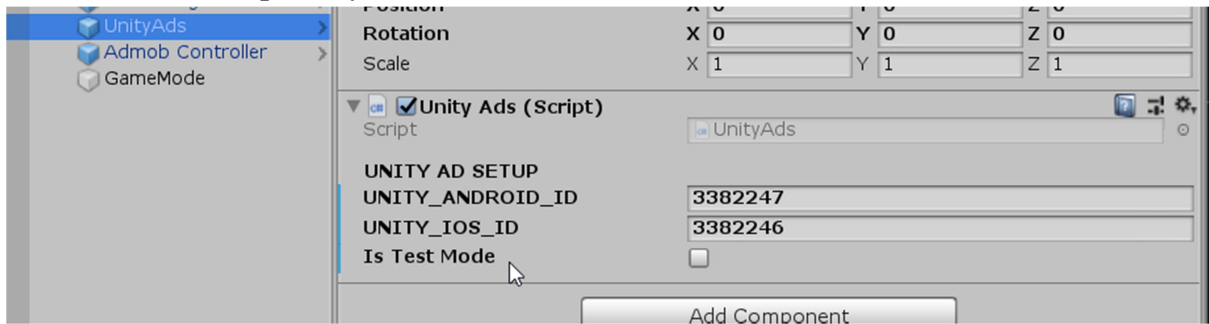 UnityAds
Admob Controller
GameMode
Position
Rotation X 0 Y 0 Z 0
Scale X 1 Y 1 Z 1
Unity Ads (Script)
Script UnityAds
UNITY AD SETUP
UNITY_ANDROID_ID 3382247
UNITY_IOS_ID 3382246
Is Test Mode
Add Component